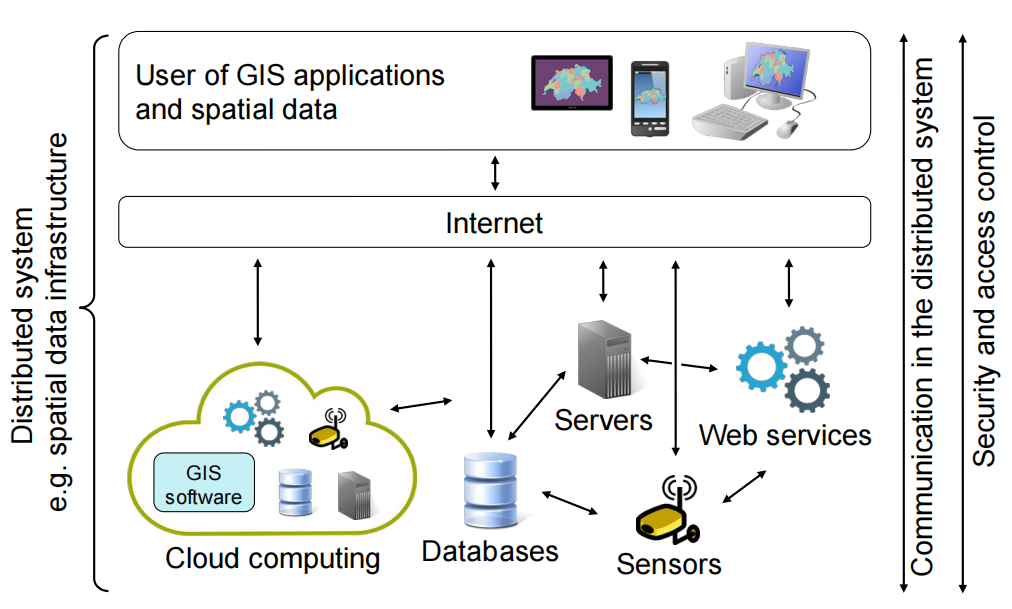 Distributed system
e.g. spatial data infrastructure
User of GIS applications
and spatial data
Internet
GIS
software
Cloud computing
Databases
Servers
Sensors
Web services
Communication in the distributed system
Security and access control